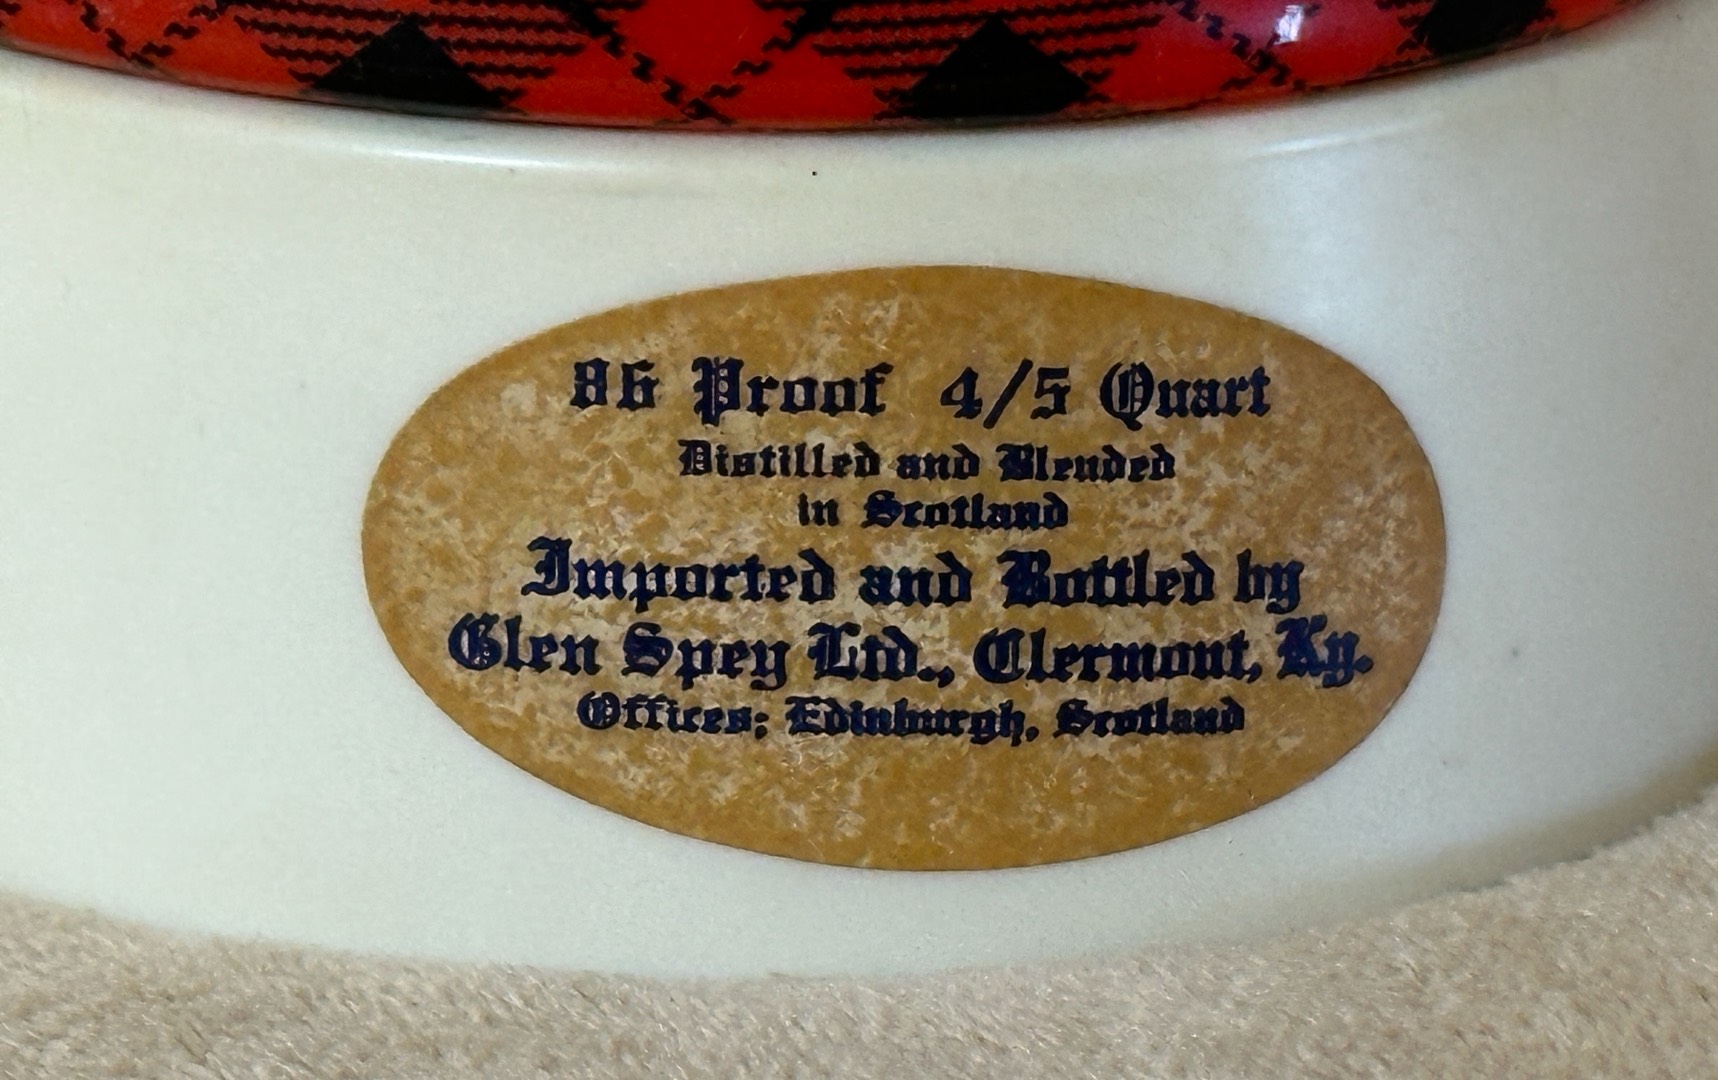 86 Proof 4/5 Quart
Distilled and Blended
in Scotland
Imported and Bottled by
Glen Spey Ltd., Clermont, Ky.
Offices; Edinburgh, Scotland